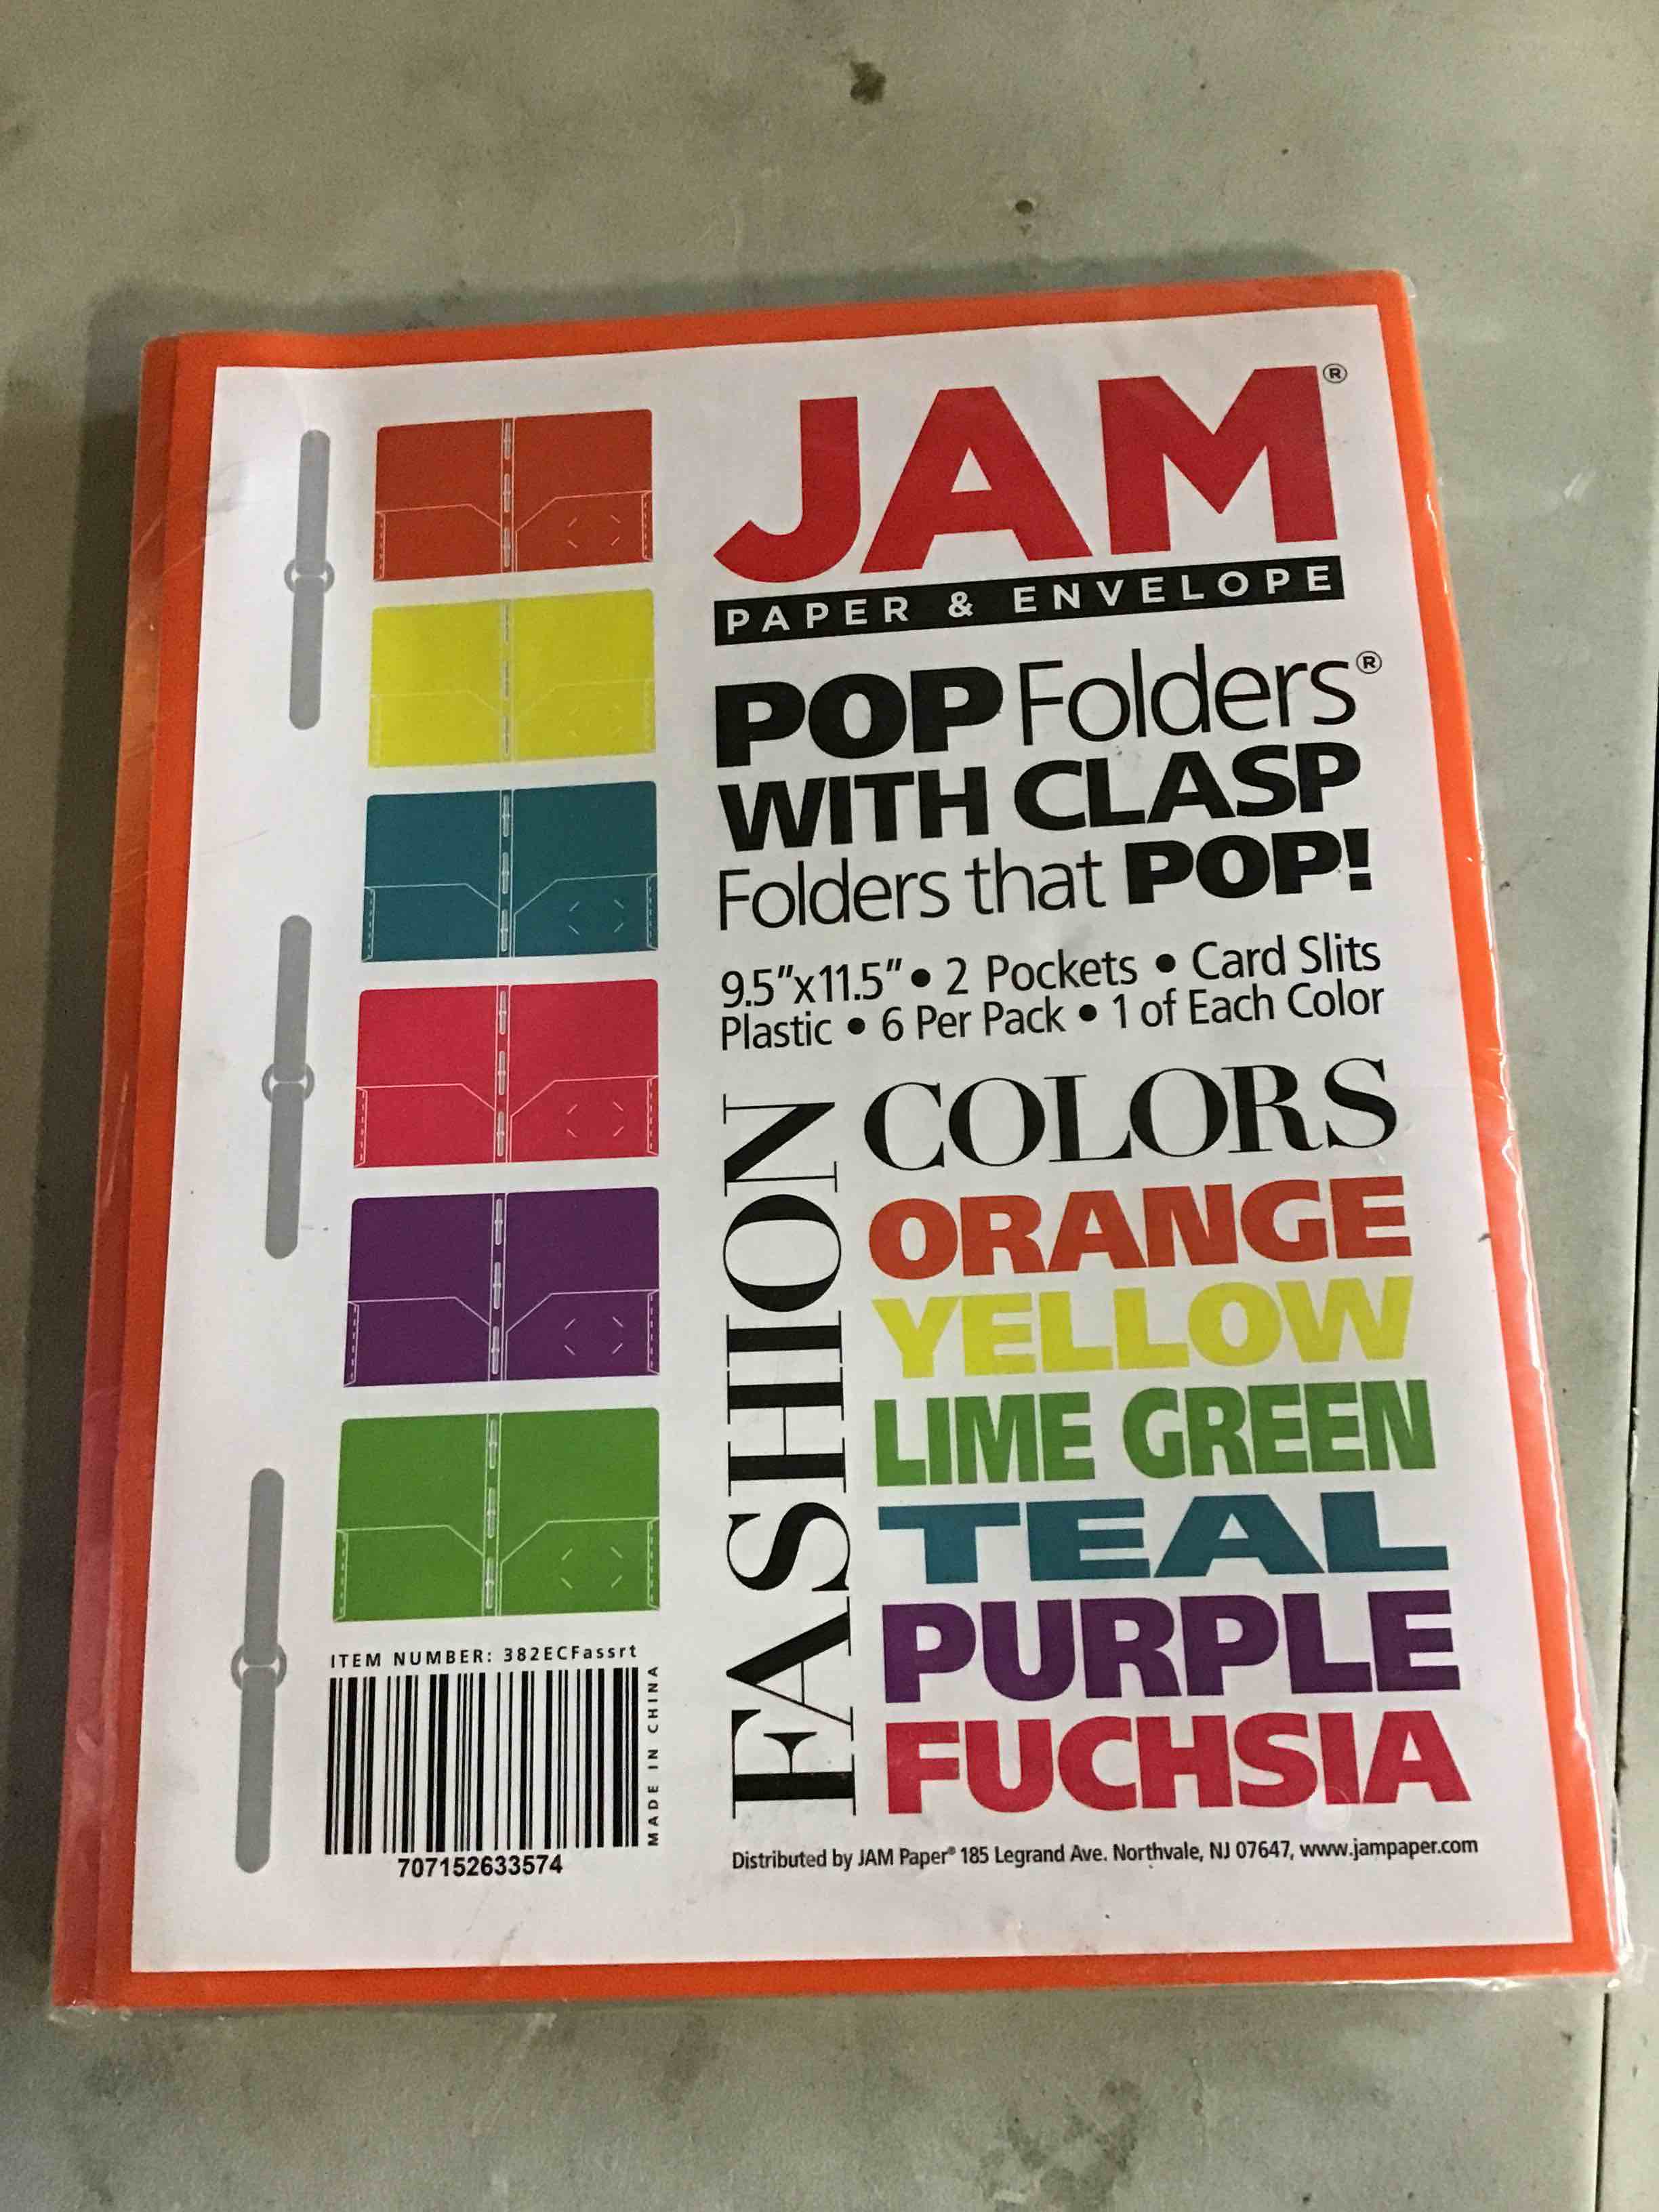 JAM®
PAPER & ENVELOPE
POP Folders®
WITH CLASP
Folders that POP!
9.5"x11.5" • 2 Pockets • Card Slits
Plastic • 6 Per Pack • 1 of Each Color
FASHION
COLORS
ORANGE
YELLOW
LIME GREEN
TEAL
PURPLE
FUCHSIA
ITEM NUMBER: 382ECFassrt
MADE IN CHINA
707152633574
Distributed by JAM Paper® 185 Legrand Ave. Northvale, NJ 07647, www.jampaper.com